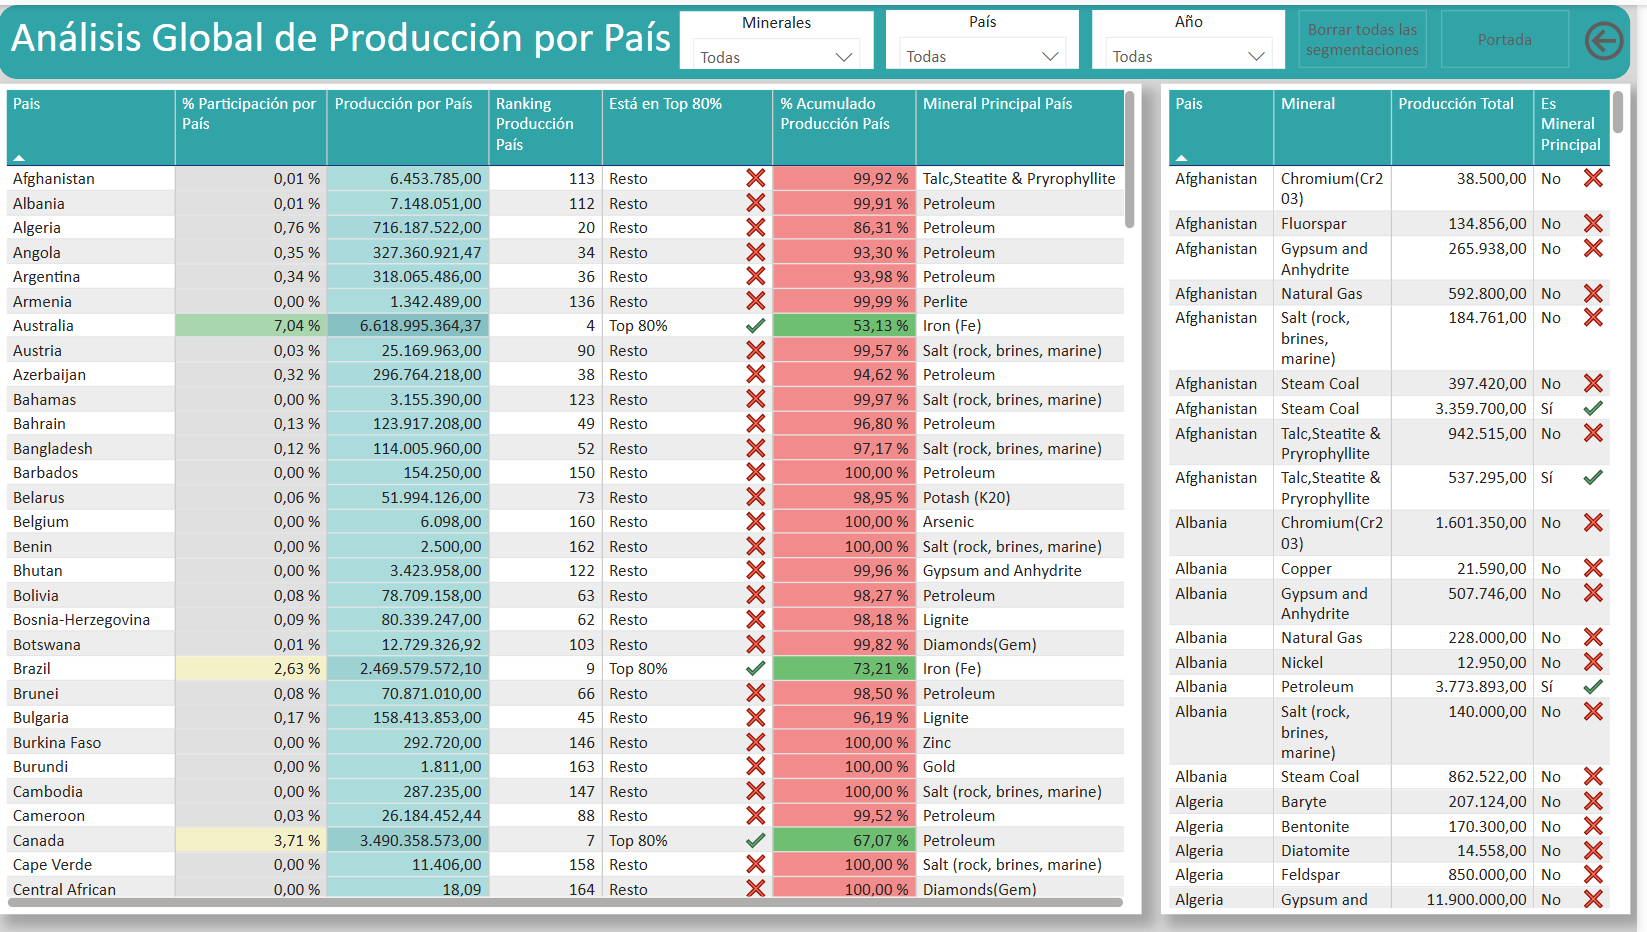 Análisis Global de Producción por País
Minerales
Todas
País
Todas
Año
Todas
Borrar todas las
segmentaciones
Portada
Pais % Participación por País Producción por País Ranking Producción País Está en Top 80% % Acumulado Producción País Mineral Principal País
Afghanistan 0,01 % 6.453.785,00 113 Resto 99,92 % Talc,Steatite & Pryrophyllite
Albania 0,01 % 7.148.051,00 112 Resto 99,91 % Petroleum
Algeria 0,76 % 716.187.522,00 20 Resto 86,31 % Petroleum
Angola 0,35 % 327.360.921,47 34 Resto 93,30 % Petroleum
Argentina 0,34 % 318.065.486,00 36 Resto 93,98 % Petroleum
Armenia 0,00 % 1.342.489,00 136 Resto 99,99 % Perlite
Australia 7,04 % 6.618.995.364,37 4 Top 80% 53,13 % Iron (Fe)
Austria 0,03 % 25.169.963,00 90 Resto 99,57 % Salt (rock, brines, marine)
Azerbaijan 0,32 % 296.764.218,00 38 Resto 94,62 % Petroleum
Bahamas 0,00 % 3.155.390,00 123 Resto 99,97 % Salt (rock, brines, marine)
Bahrain 0,13 % 123.917.208,00 49 Resto 96,80 % Petroleum
Bangladesh 0,12 % 114.005.960,00 52 Resto 97,17 % Salt (rock, brines, marine)
Barbados 0,00 % 154.250,00 150 Resto 100,00 % Petroleum
Belarus 0,06 % 51.994.126,00 73 Resto 98,95 % Potash (K20)
Belgium 0,00 % 6.098,00 160 Resto 100,00 % Arsenic
Benin 0,00 % 2.500,00 162 Resto 100,00 % Salt (rock, brines, marine)
Bhutan 0,00 % 3.423.958,00 122 Resto 99,96 % Gypsum and Anhydrite
Bolivia 0,08 % 78.709.158,00 63 Resto 98,27 % Petroleum
Bosnia-Herzegovina 0,09 % 80.339.247,00 62 Resto 98,18 % Lignite
Botswana 0,01 % 12.729.326,92 103 Resto 99,82 % Diamonds(Gem)
Brazil 2,63 % 2.469.579.572,10 9 Top 80% 73,21 % Iron (Fe)
Brunei 0,08 % 70.871.010,00 66 Resto 98,50 % Petroleum
Bulgaria 0,17 % 158.413.853,00 45 Resto 96,19 % Lignite
Burkina Faso 0,00 % 292.720,00 146 Resto 100,00 % Zinc
Burundi 0,00 % 1.811,00 163 Resto 100,00 % Gold
Cambodia 0,00 % 287.235,00 147 Resto 100,00 % Salt (rock, brines, marine)
Cameroon 0,03 % 26.184.452,44 88 Resto 99,52 % Petroleum
Canada 3,71 % 3.490.358.573,00 7 Top 80% 67,07 % Petroleum
Cape Verde 0,00 % 11.406,00 158 Resto 100,00 % Salt (rock, brines, marine)
Central African 0,00 % 18,09 164 Resto 100,00 % Diamonds(Gem)
Pais Mineral Producción Total Es Mineral Principal
Afghanistan Chromium(Cr2
03) 38.500,00 No
Afghanistan Fluorspar 134.856,00 No
Afghanistan Gypsum and
Anhydrite 265.938,00 No
Afghanistan Natural Gas 592.800,00 No
Afghanistan Salt (rock,
brines,
marine) 184.761,00 No
Afghanistan Steam Coal 397.420,00 No
Afghanistan Steam Coal 3.359.700,00 Sí
Afghanistan Talc,Steatite &
Pryrophyllite 942.515,00 No
Afghanistan Talc,Steatite &
Pryrophyllite 537.295,00 Sí
Albania Chromium(Cr2
03) 1.601.350,00 No
Albania Copper 21.590,00 No
Albania Gypsum and
Anhydrite 507.746,00 No
Albania Natural Gas 228.000,00 No
Albania Nickel 12.950,00 No
Albania Petroleum 3.773.893,00 Sí
Albania Salt (rock,
brines,
marine) 140.000,00 No
Albania Steam Coal 862.522,00 No
Algeria Baryte 207.124,00 No
Algeria Bentonite 170.300,00 No
Algeria Diatomite 14.558,00 No
Algeria Feldspar 850.000,00 No
Algeria Gypsum and 11.900.000,00 No